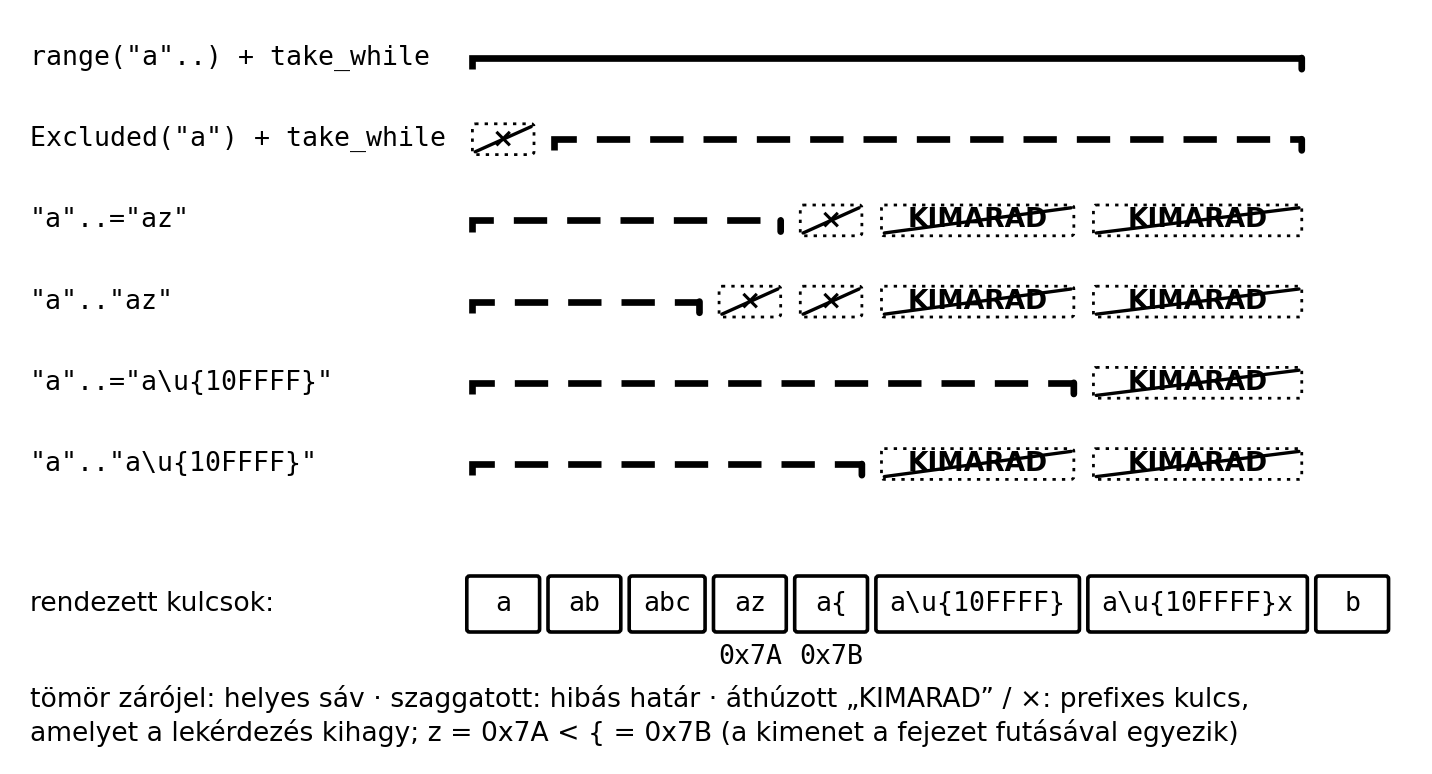 range("a"..) + take_while
Excluded("a") + take_while ×
"a"..="az" × KIMARAD KIMARAD
"a".."az" × × KIMARAD KIMARAD
"a"..="a\u{10FFFF}" KIMARAD
"a".."a\u{10FFFF}" KIMARAD KIMARAD
rendezett kulcsok: a ab abc az a{ a\u{10FFFF} a\u{10FFFF}x b
0x7A 0x7B
tömör zárójel: helyes sáv · szaggatott: hibás határ · áthúzott „KIMARAD” / ×: prefixes kulcs,
amelyet a lekérdezés kihagy; z = 0x7A < { = 0x7B (a kimenet a fejezet futásával egyezik)